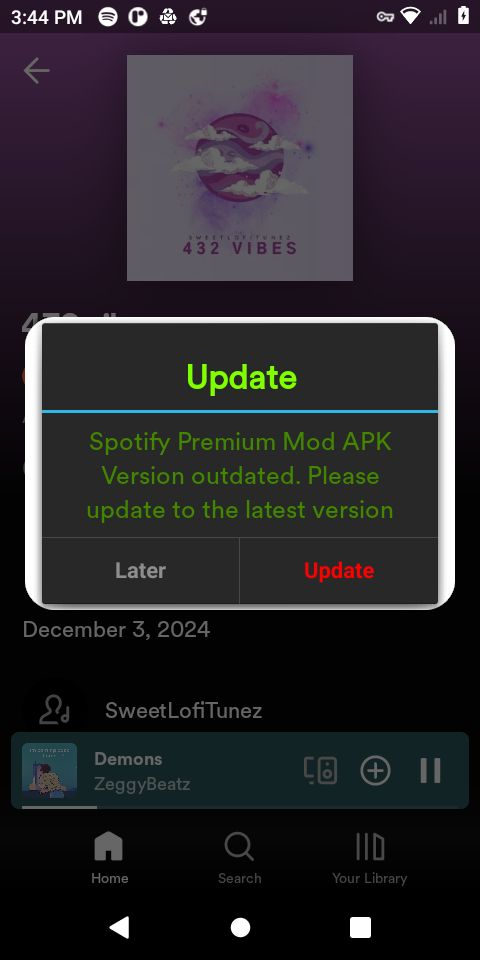 3:44 PM
SWEETLOFITUNEZ
432 VIBES
Update
Spotify Premium Mod APK
Version outdated. Please
update to the latest version
Later
Update
December 3, 2024
SweetLofiTunez
Demons
ZeggyBeatz
Home
Search
Your Library